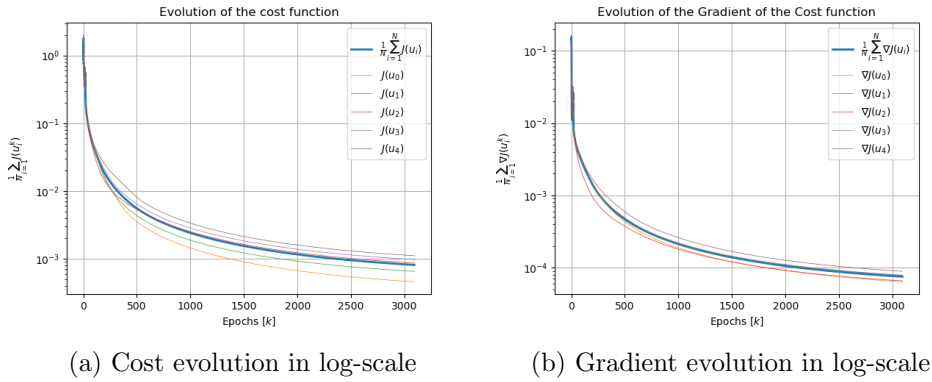 Evolution of the cost function
$\frac{1}{N}\sum_{i=1}^{N} J(u_i)$
$J(u_0)$
$J(u_1)$
$J(u_2)$
$J(u_3)$
$J(u_4)$
$10^0$
$10^{-1}$
$10^{-2}$
$10^{-3}$
$\frac{1}{N}\sum_{i=1}^{N} J(u_i^k)$
0 500 1000 1500 2000 2500 3000
Epochs [k]
(a) Cost evolution in log-scale
Evolution of the Gradient of the Cost function
$\frac{1}{N}\sum_{i=1}^{N} \nabla J(u_i)$
$\nabla J(u_0)$
$\nabla J(u_1)$
$\nabla J(u_2)$
$\nabla J(u_3)$
$\nabla J(u_4)$
$10^{-1}$
$10^{-2}$
$10^{-3}$
$10^{-4}$
$\frac{1}{N}\sum_{i=1}^{N} \nabla J(u_i^k)$
0 500 1000 1500 2000 2500 3000
Epochs [k]
(b) Gradient evolution in log-scale